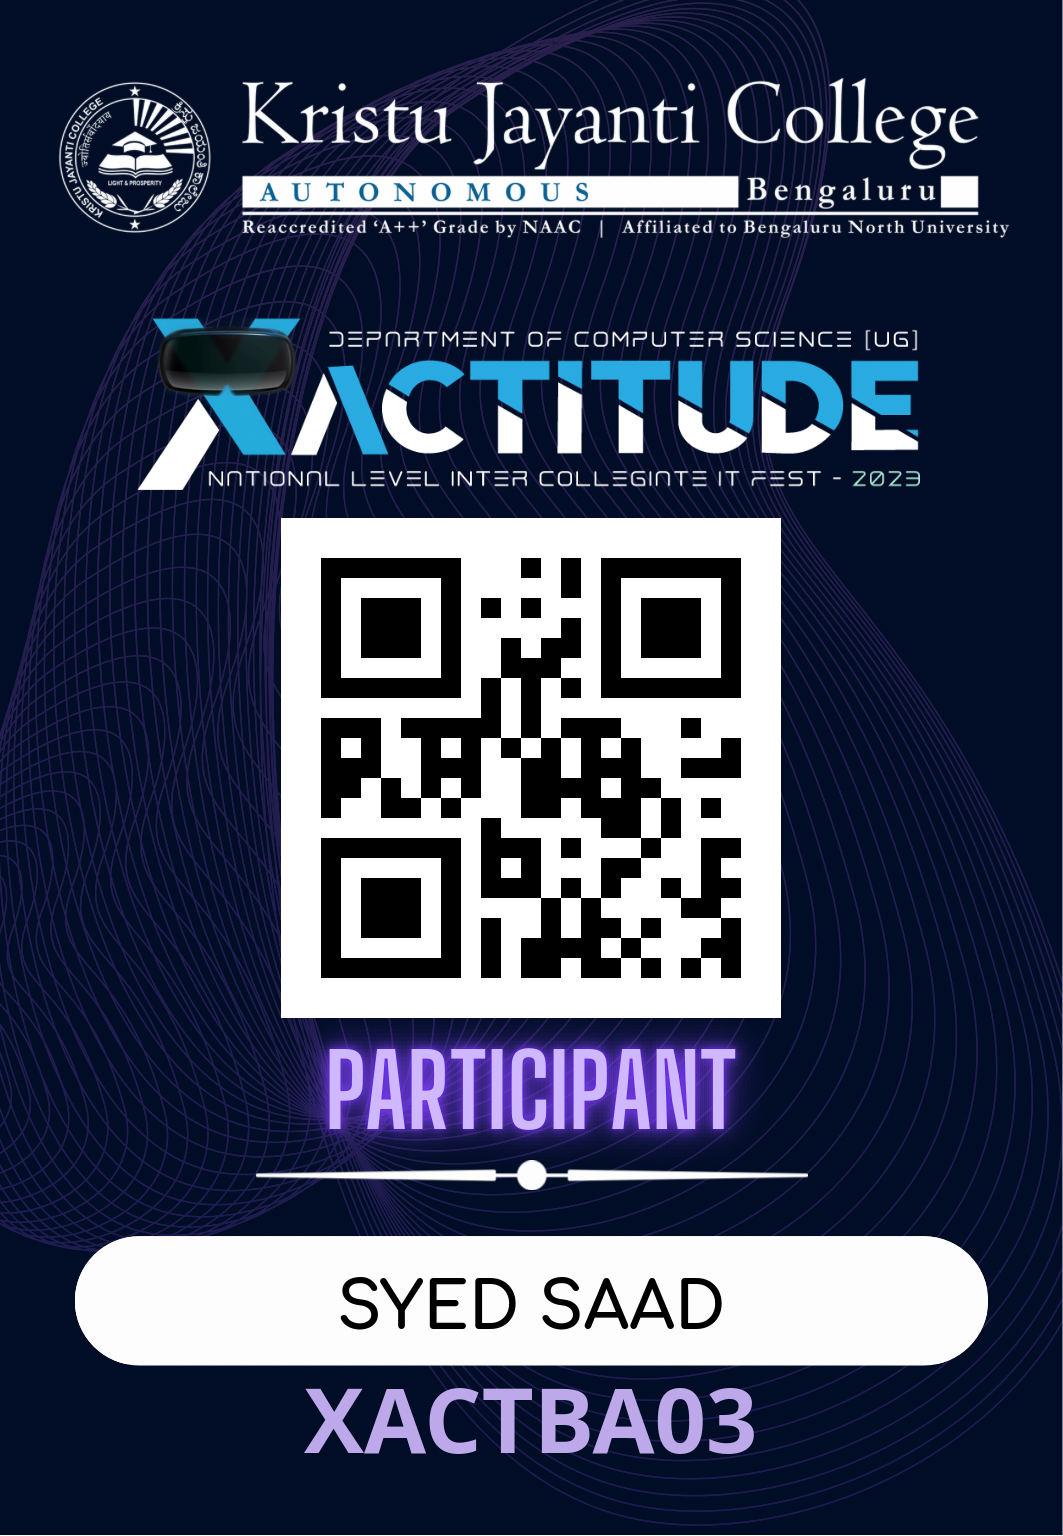 KRISTU JAYANTI COLLEGE
ಕ್ರಿಸ್ತು ಜಯಂತಿ ಕಾಲೇಜು
LIGHT & PROSPERITY
Kristu Jayanti College
AUTONOMOUS Bengaluru
Reaccredited ‘A++’ Grade by NAAC | Affiliated to Bengaluru North University
DEPARTMENT OF COMPUTER SCIENCE [UG]
XACTITUDE
NATIONAL LEVEL INTER COLLEGIATE IT FEST - 2023
PARTICIPANT
SYED SAAD
XACTBA03